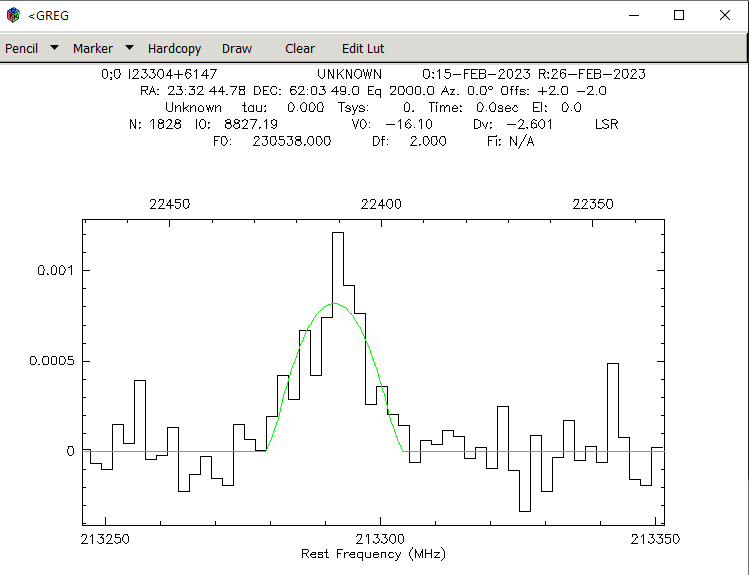 <GREG
Pencil Marker Hardcopy Draw Clear Edit Lut
0;0 I23304+6147 UNKNOWN O:15-FEB-2023 R:26-FEB-2023
RA: 23:32 44.78 DEC: 62:03 49.0 Eq 2000.0 Az. 0.0° Offs: +2.0 -2.0
Unknown tau: 0.000 Tsys: 0. Time: 0.0sec El: 0.0
N: 1828 I0: 8827.19 V0: -16.10 Dv: -2.601 LSR
F0: 230538.000 Df: 2.000 Fi: N/A
22450 22400 22350
0.001
0.0005
0
213250 213300 213350
Rest Frequency (MHz)